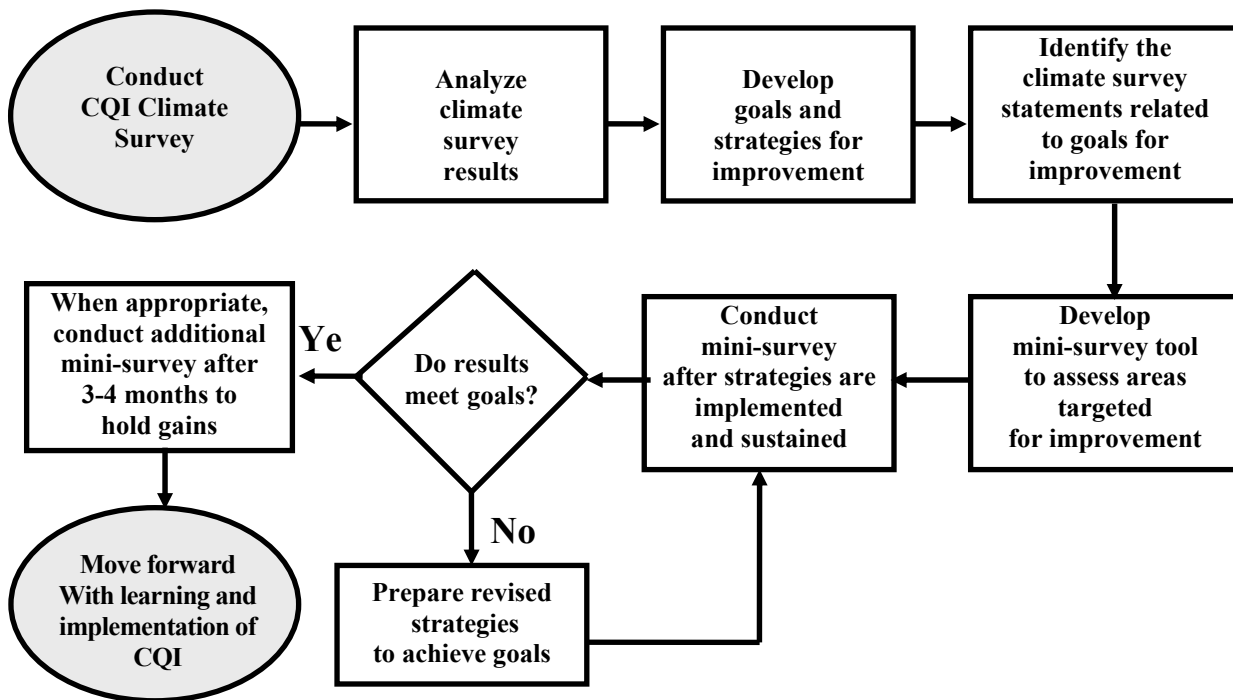 Conduct
CQI Climate
Survey
Analyze
climate
survey
results
Develop
goals and
strategies for
improvement
Identify the
climate survey
statements related
to goals for
improvement
Develop
mini-survey tool
to assess areas
targeted
for improvement
Conduct
mini-survey
after strategies are
implemented
and sustained
Do results
meet goals?
Ye
When appropriate,
conduct additional
mini-survey after
3-4 months to
hold gains
No
Prepare revised
strategies
to achieve goals
Move forward
With learning and
implementation of
CQI